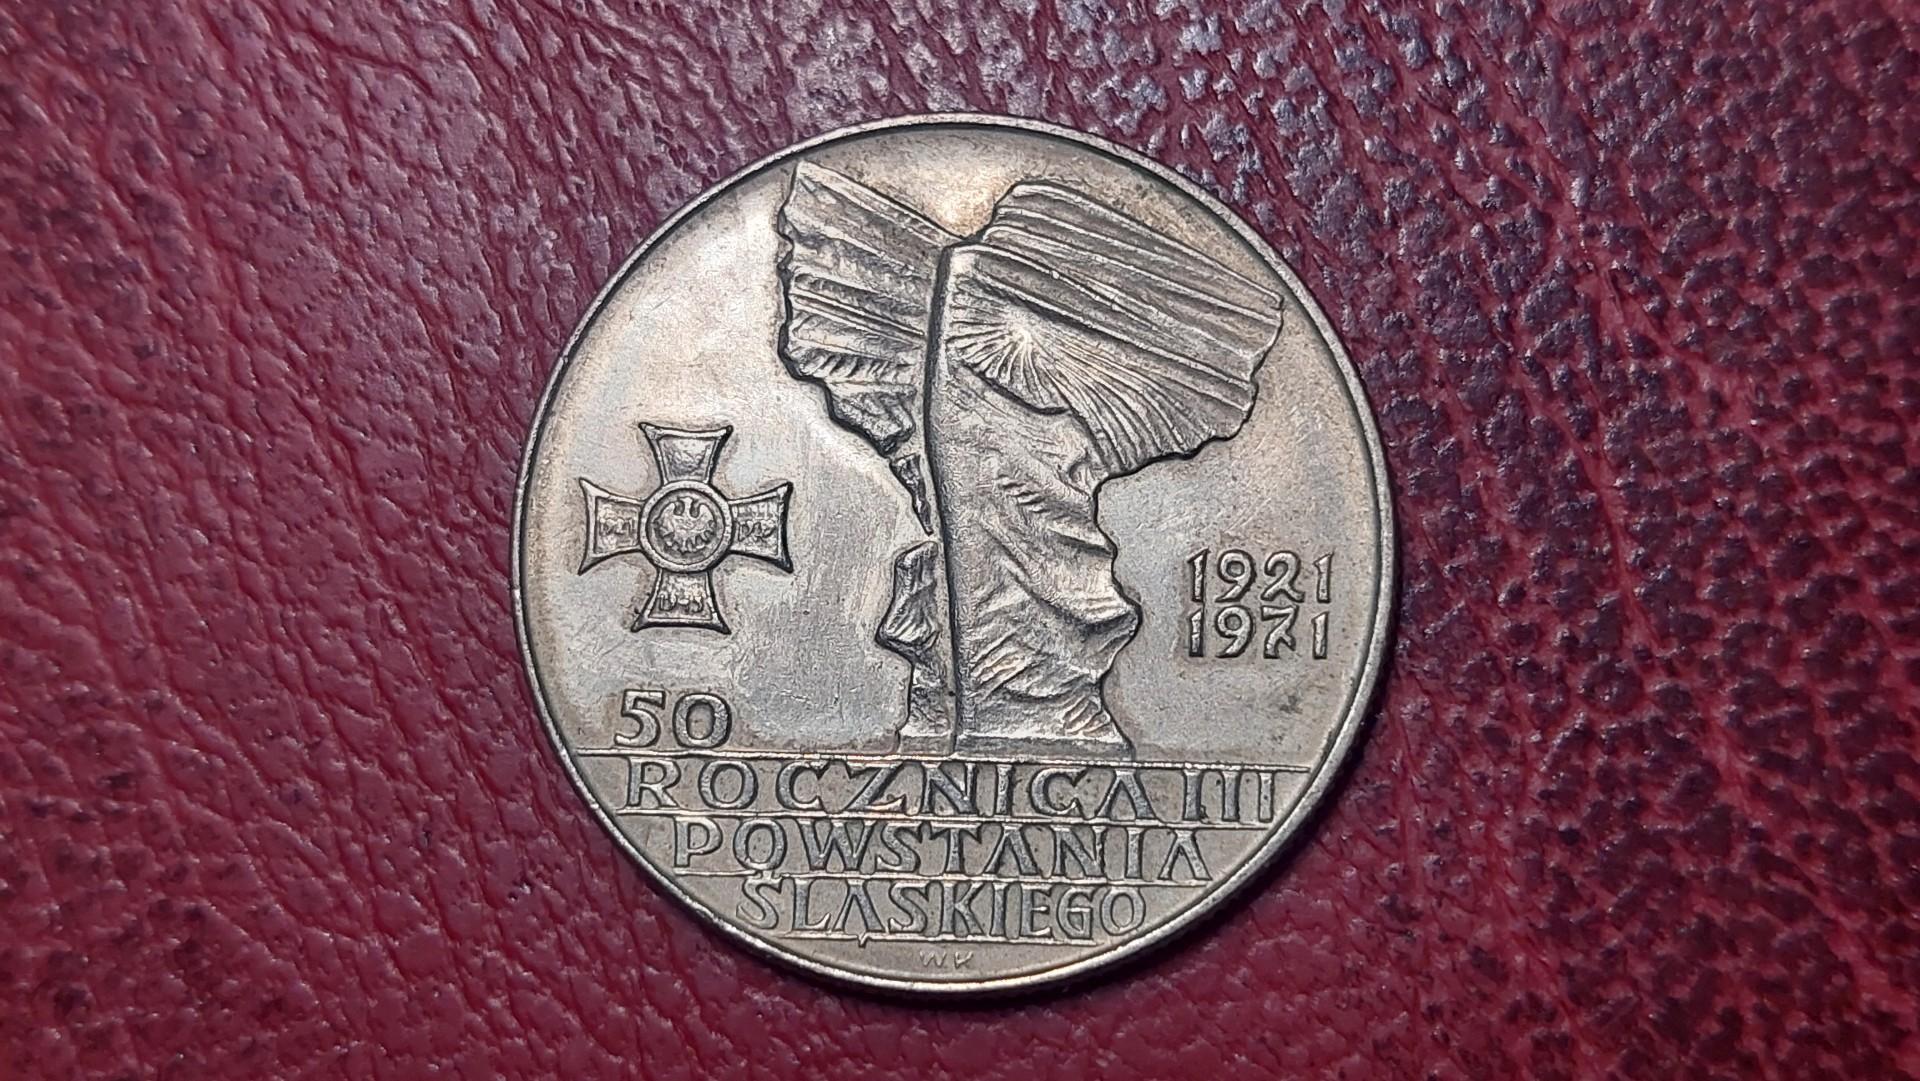 1921
1971
50
ROCZNICA III
POWSTANIA
ŚLĄSKIEGO
WK